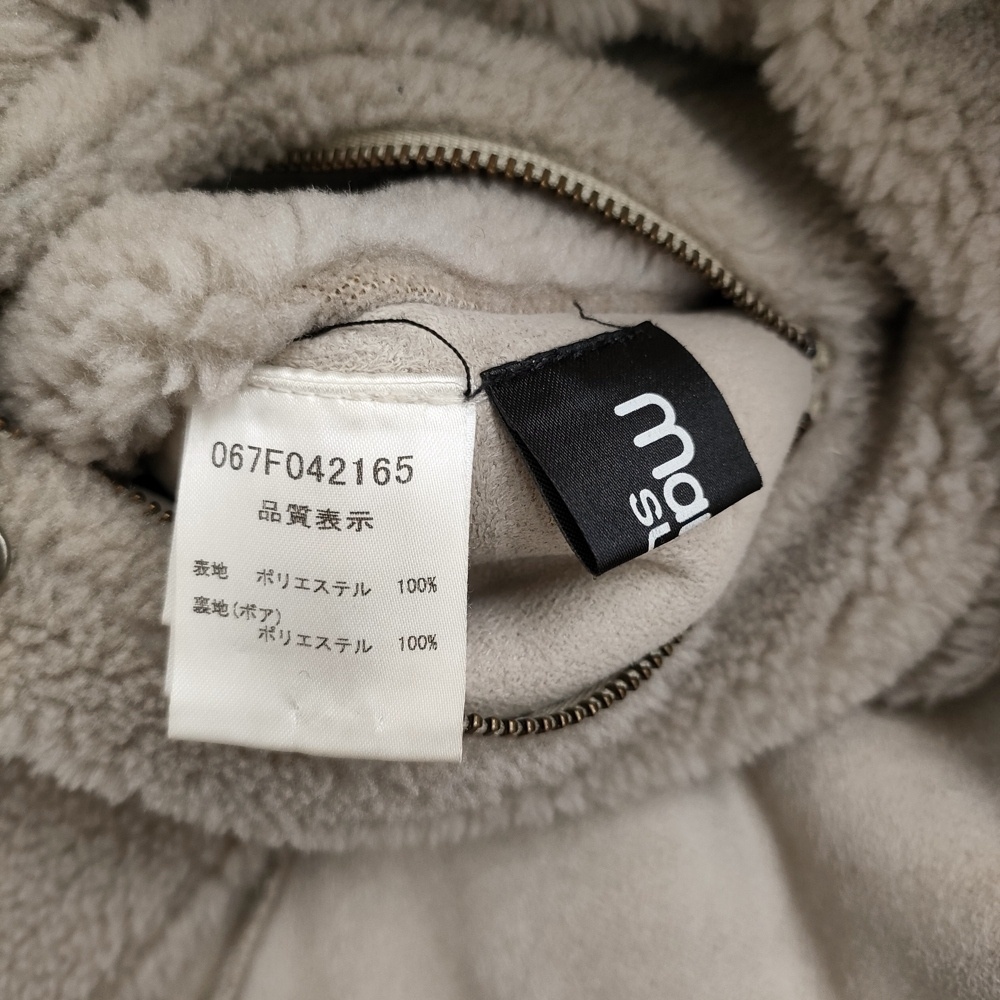 067F042165
品質表示
表地 ポリエステル 100%
裏地(ボア)
ポリエステル 100%